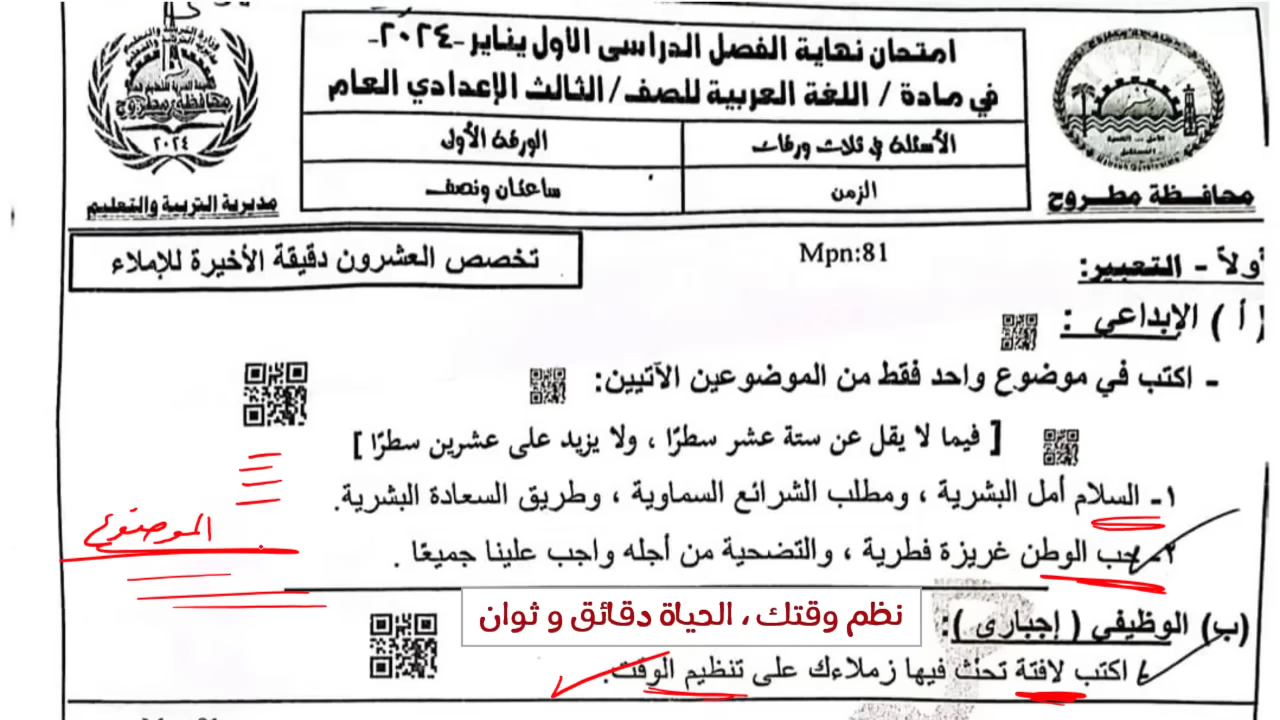 امتحان نهاية الفصل الدراسى الأول يناير -٢٠٢٤-
في مادة / اللغة العربية للصف / الثالث الإعدادي العام
الأسئلة في ثلاث ورقات
الورقة الأولى
الزمن
ساعتان ونصف
محافظة مطروح
٢٠٢٤
مديرية التربية والتعليم
محافظة مطروح
Mpn:81
تخصص العشرون دقيقة الأخيرة للإملاء
أولاً - التعبير:
( أ ) الإبداعي :
- اكتب في موضوع واحد فقط من الموضوعين الآتيين:
[ فيما لا يقل عن ستة عشر سطرًا ، ولا يزيد على عشرين سطرًا ]
١- السلام أمل البشرية ، ومطلب الشرائع السماوية ، وطريق السعادة البشرية.
الموضوع
٢- حب الوطن غريزة فطرية ، والتضحية من أجله واجب علينا جميعًا .
(ب) الوظيفي ( إجبارى ):
نظم وقتك ، الحياة دقائق و ثوان
اكتب لافتة تحث فيها زملاءك على تنظيم الوقت.